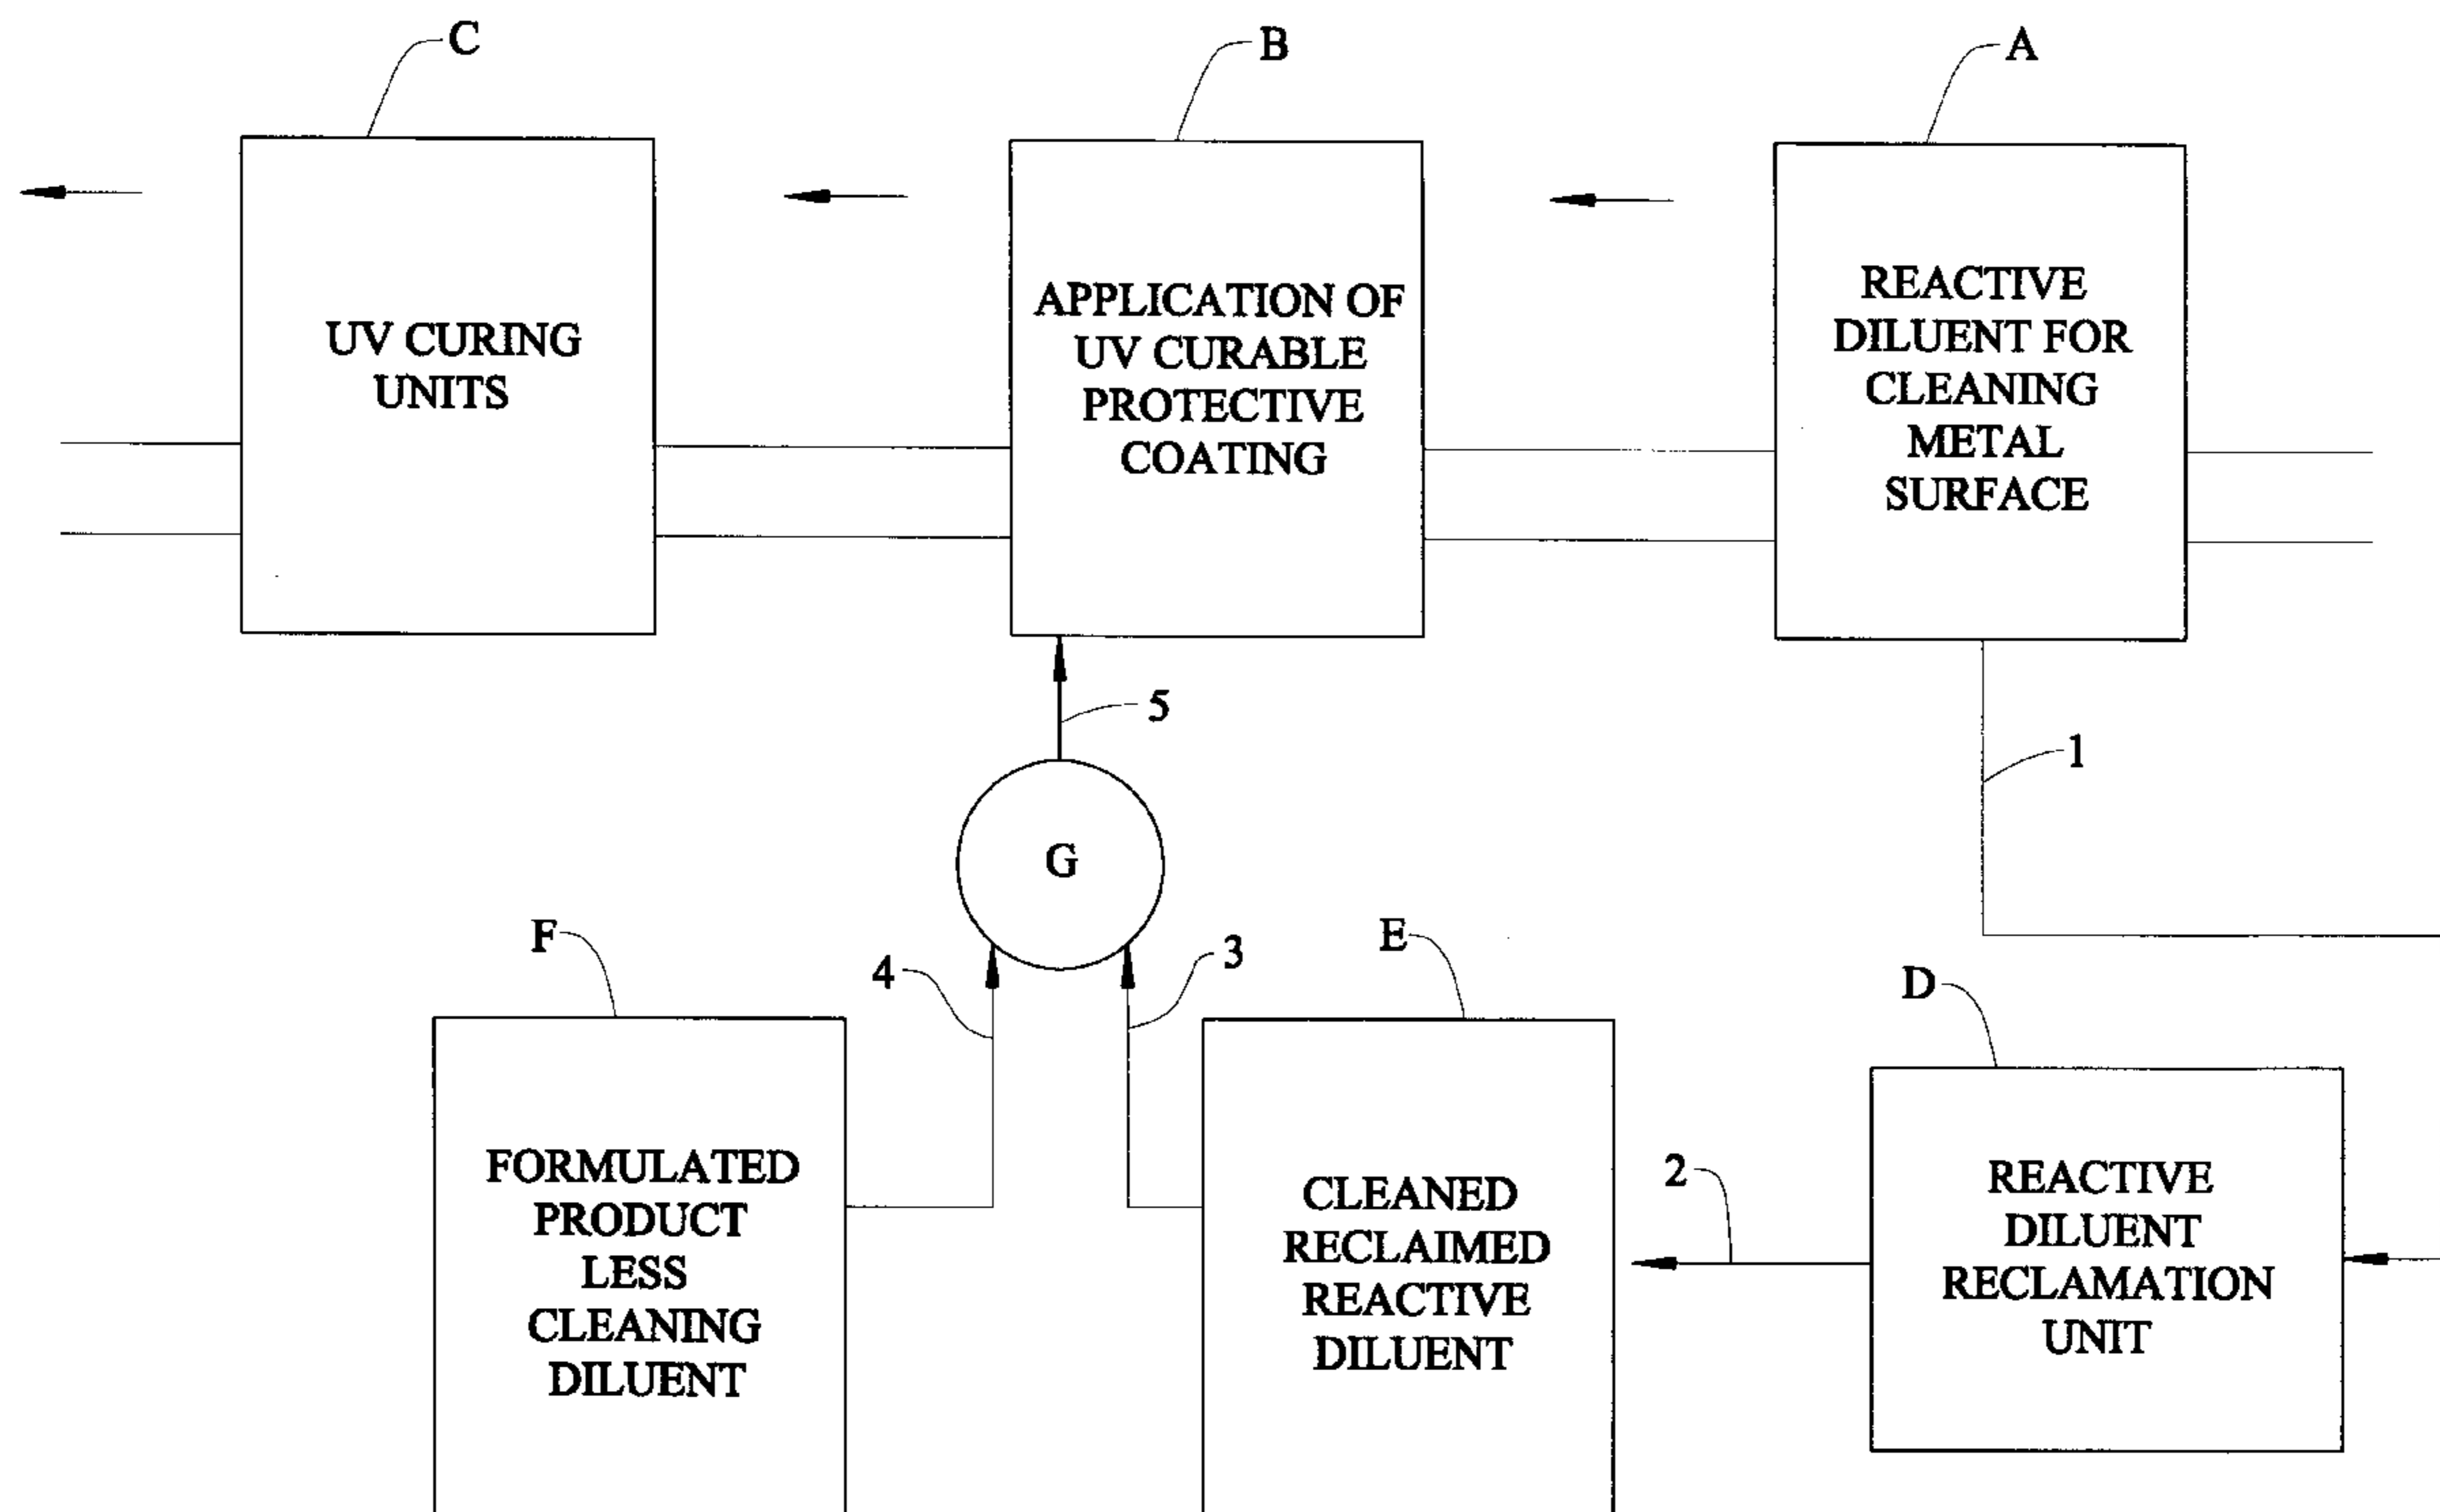 C
B
A
UV CURING
UNITS
APPLICATION OF
UV CURABLE
PROTECTIVE
COATING
REACTIVE
DILUENT FOR
CLEANING
METAL
SURFACE
5
1
G
F
4
3
E
D
FORMULATED
PRODUCT
LESS
CLEANING
DILUENT
CLEANED
RECLAIMED
REACTIVE
DILUENT
2
REACTIVE
DILUENT
RECLAMATION
UNIT